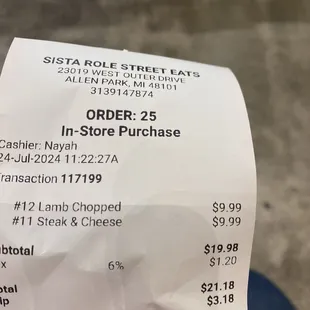 SISTA ROLE STREET EATS
23019 WEST OUTER DRIVE
ALLEN PARK, MI 48101
3139147874
ORDER: 25
In-Store Purchase
Cashier: Nayah
24-Jul-2024 11:22:27A
ransaction 117199
#12 Lamb Chopped $9.99
#11 Steak & Cheese $9.99
btotal $19.98
x 6% $1.20
otal $21.18
ip $3.18